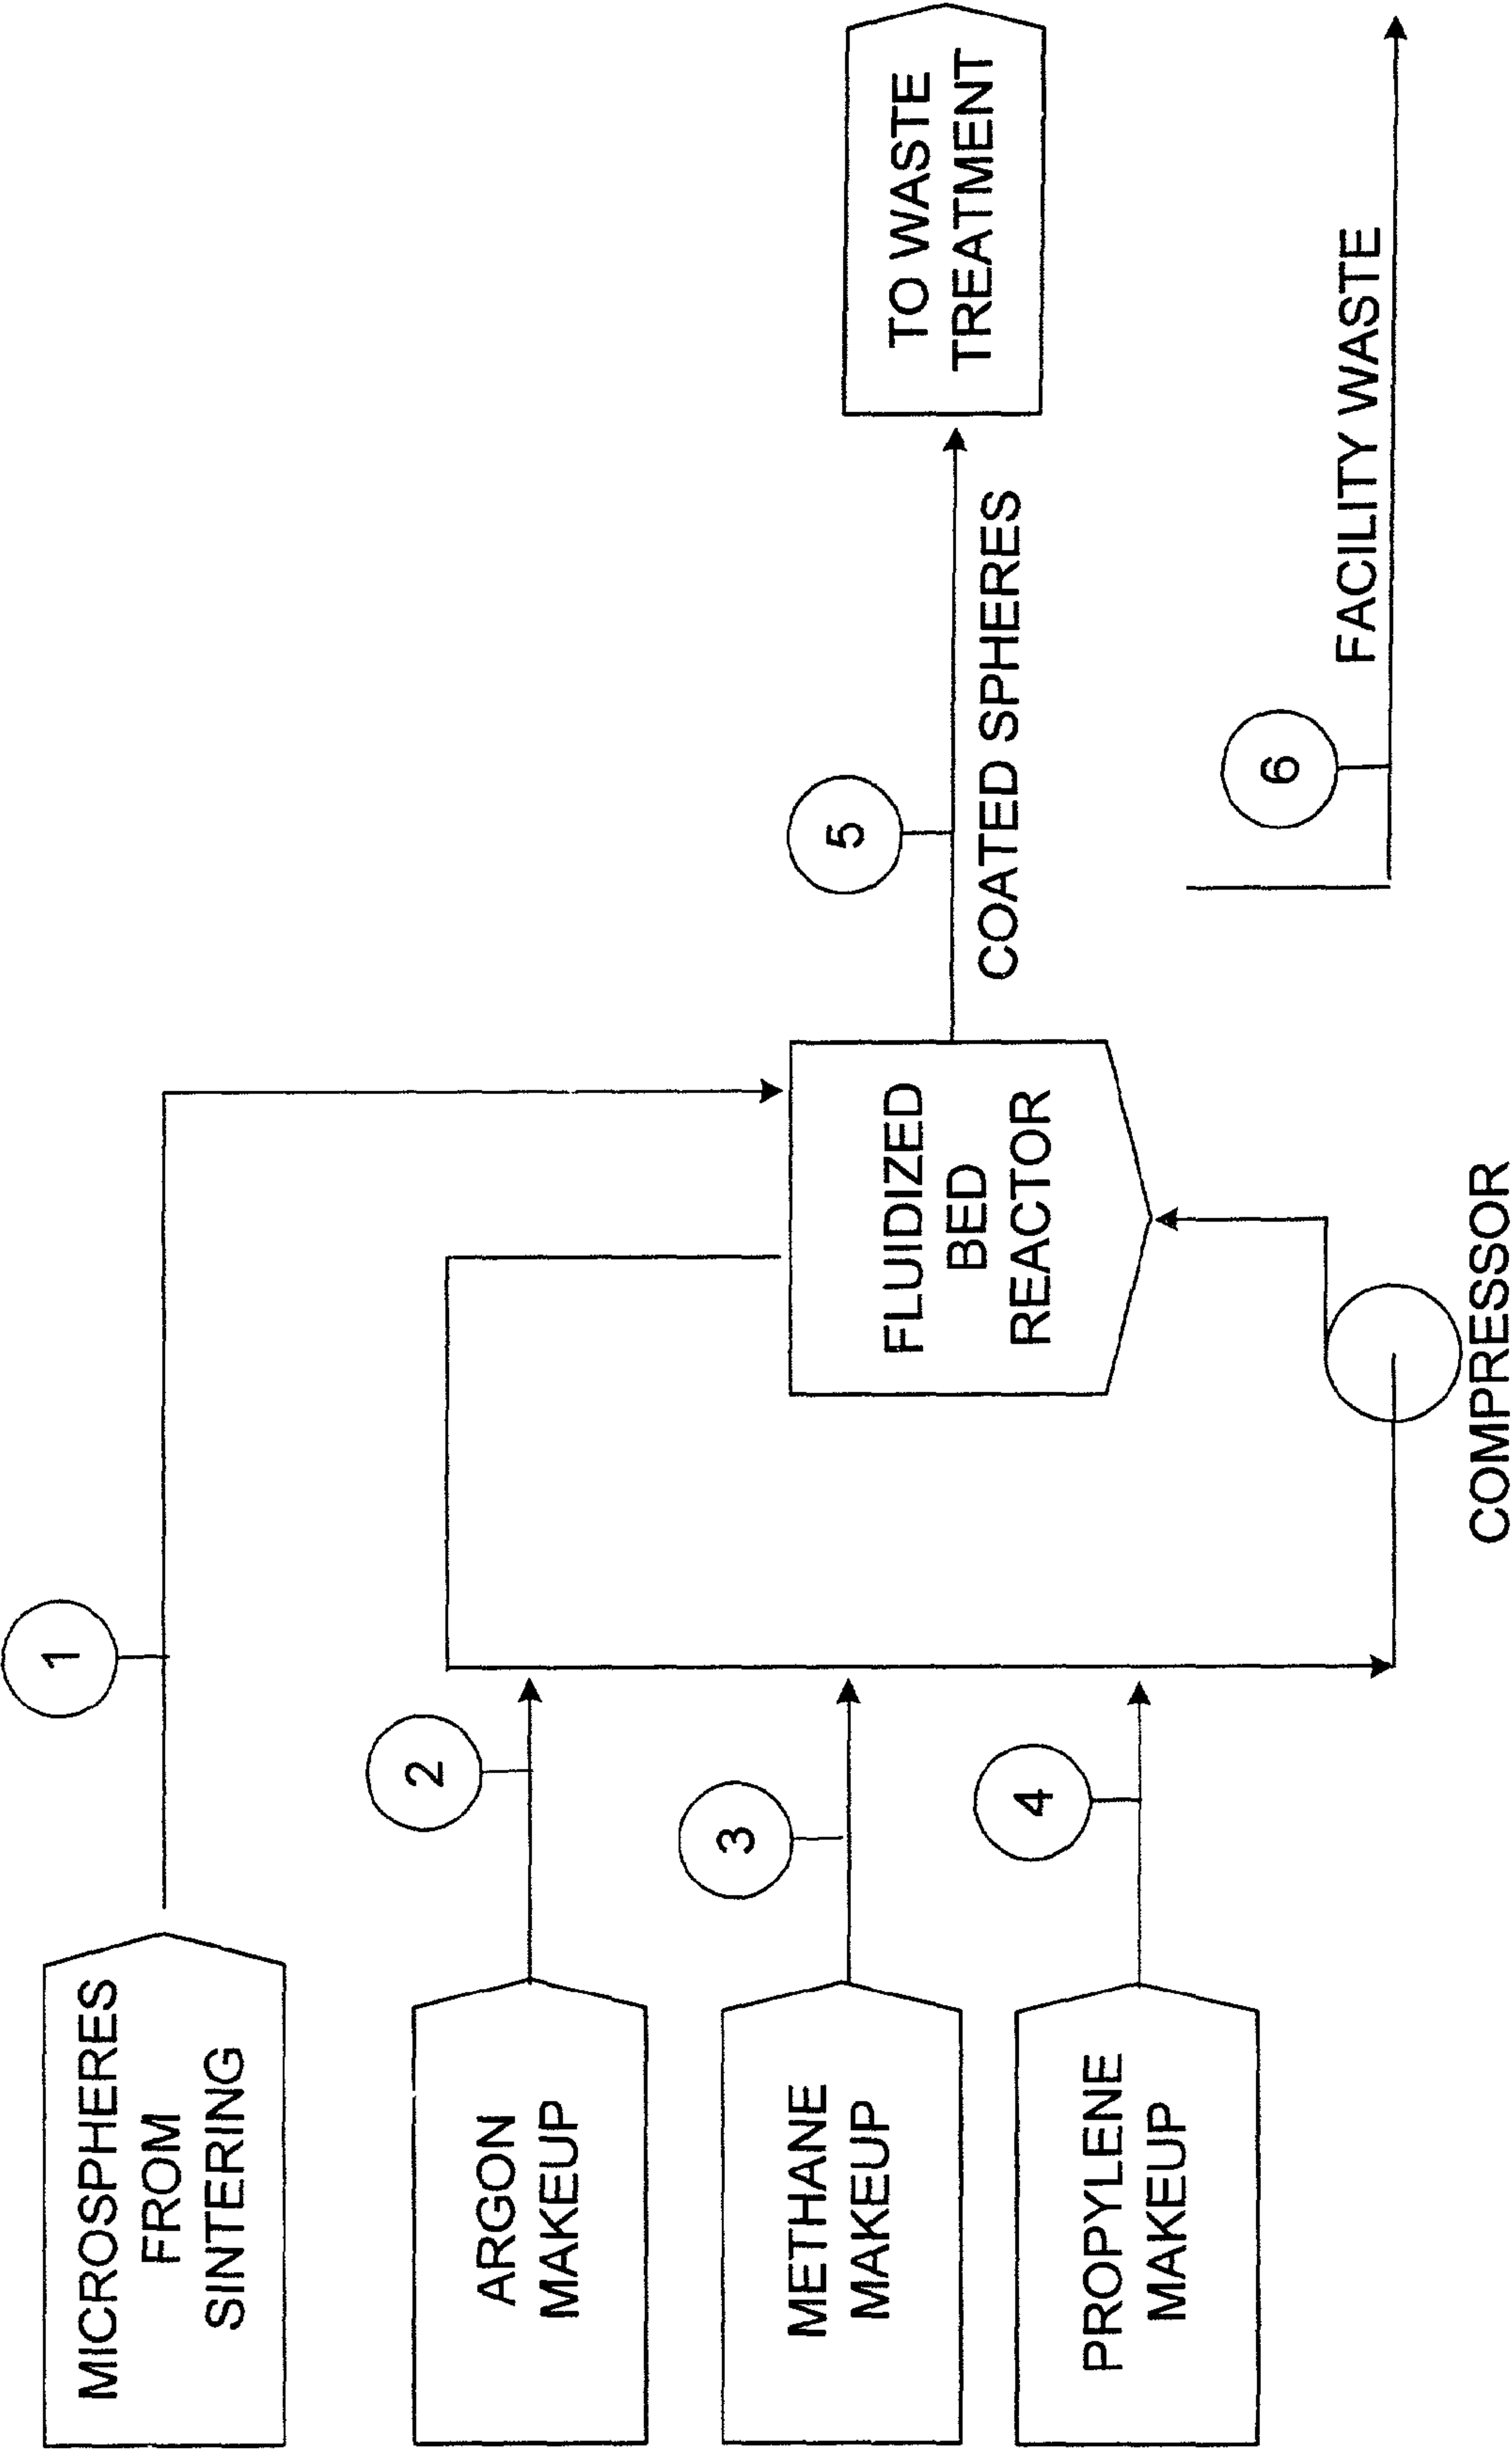 MICROSPHERES
FROM
SINTERING
1
ARGON
MAKEUP
2
METHANE
MAKEUP
3
PROPYLENE
MAKEUP
4
FLUIDIZED
BED
REACTOR
COMPRESSOR
5
COATED SPHERES
TO WASTE
TREATMENT
6
FACILITY WASTE